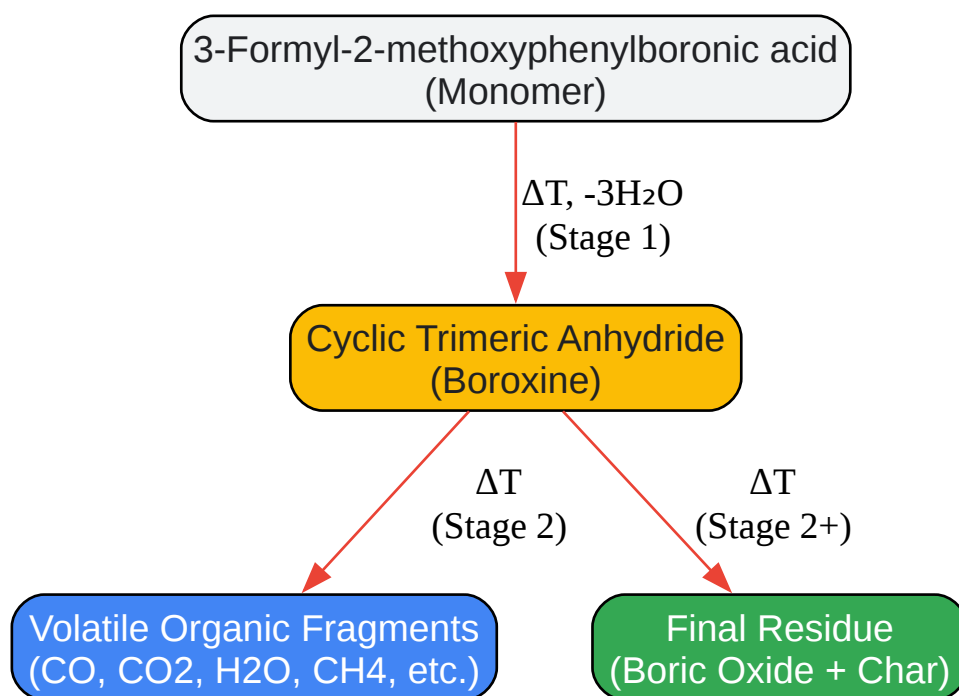 3-Formyl-2-methoxyphenylboronic acid
(Monomer)
ΔT, -3H₂O
(Stage 1)
Cyclic Trimeric Anhydride
(Boroxine)
ΔT
(Stage 2)
ΔT
(Stage 2+)
Volatile Organic Fragments
(CO, CO2, H2O, CH4, etc.)
Final Residue
(Boric Oxide + Char)